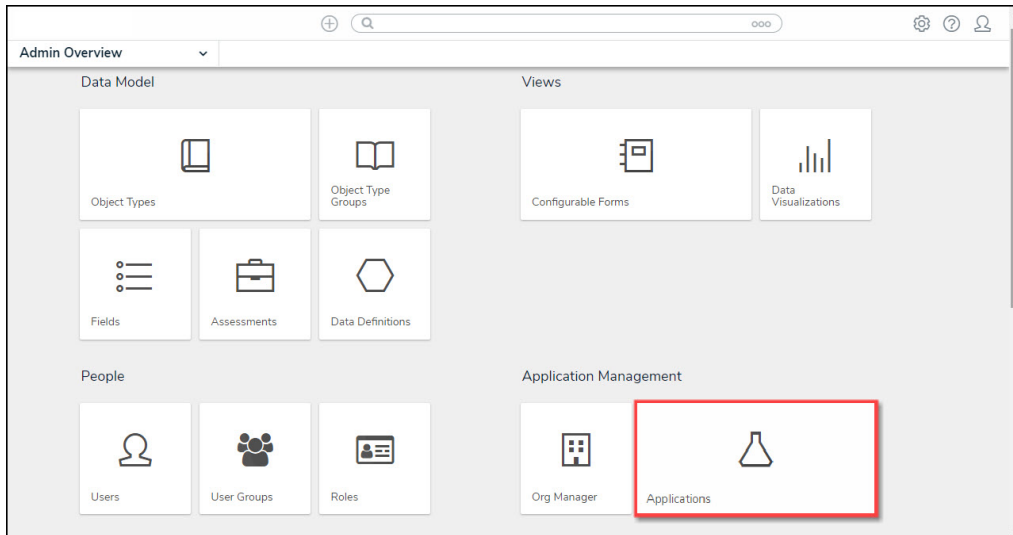 Admin Overview
Data Model
Views
Object Types
Object Type
Groups
Configurable Forms
Data
Visualizations
Fields
Assessments
Data Definitions
People
Application Management
Users
User Groups
Roles
Org Manager
Applications